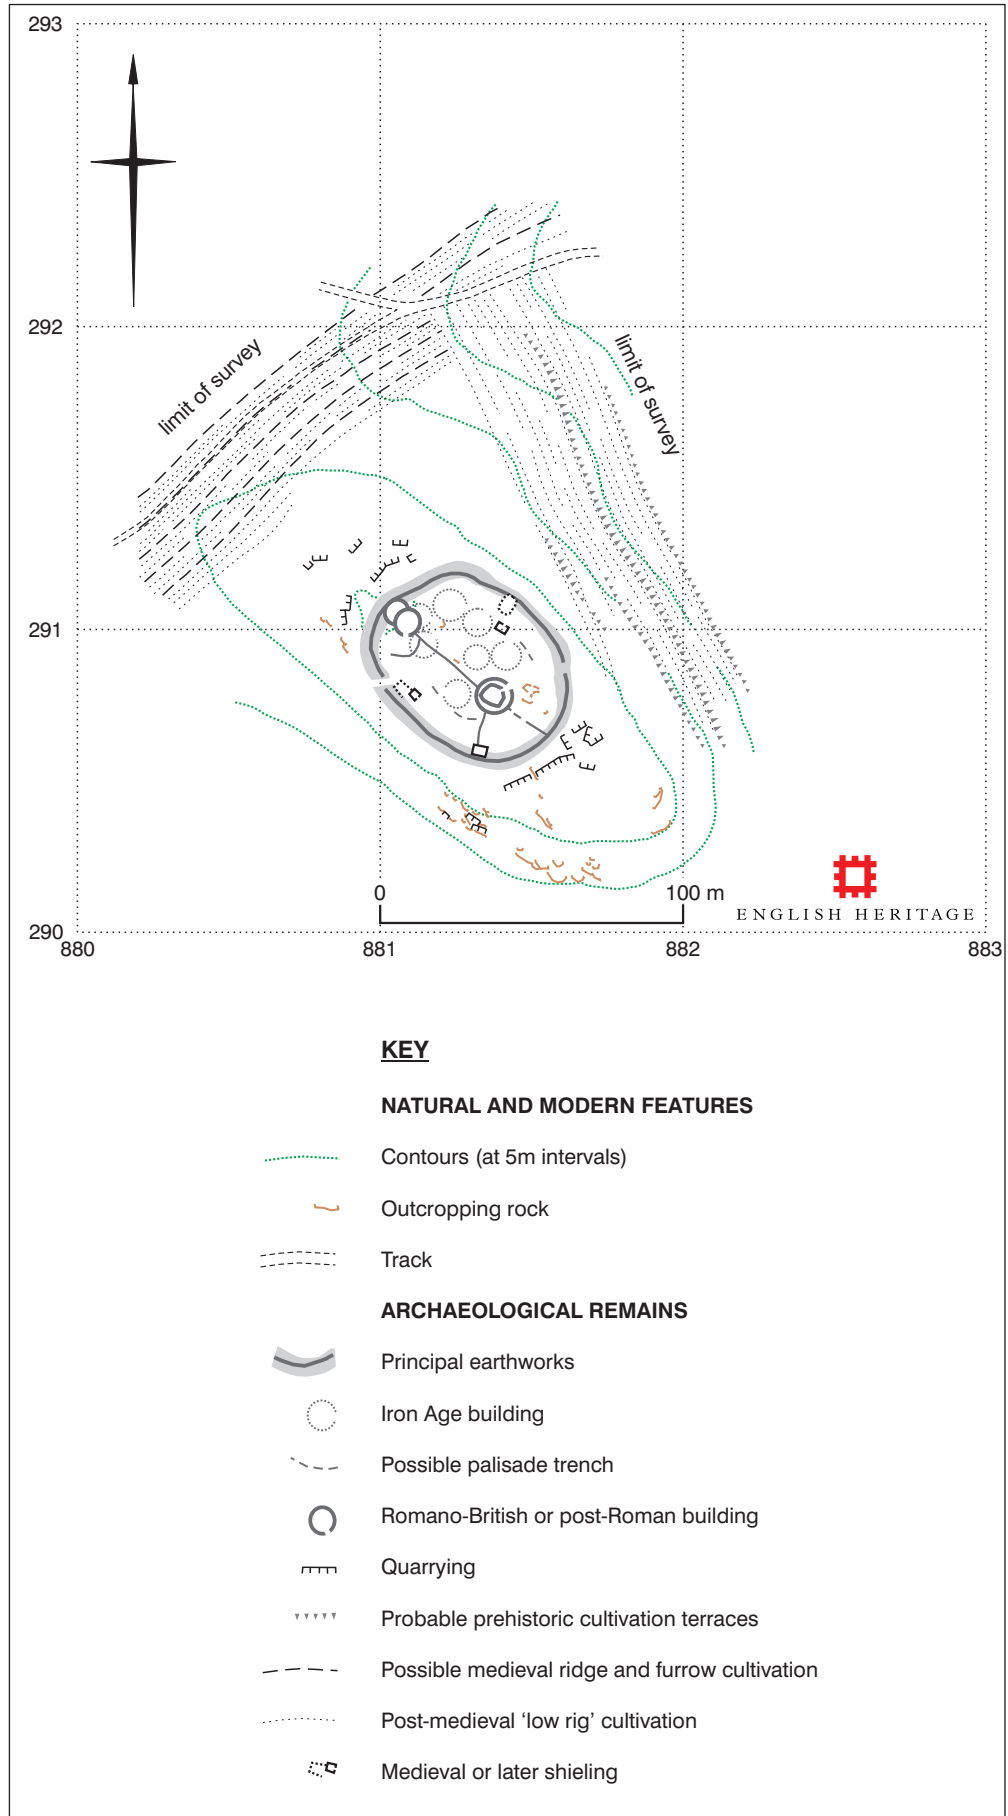 293
292
limit of survey
limit of survey
291
0 100 m
ENGLISH HERITAGE
290
880 881 882 883
KEY
NATURAL AND MODERN FEATURES
Contours (at 5m intervals)
Outcropping rock
Track
ARCHAEOLOGICAL REMAINS
Principal earthworks
Iron Age building
Possible palisade trench
Romano-British or post-Roman building
Quarrying
Probable prehistoric cultivation terraces
Possible medieval ridge and furrow cultivation
Post-medieval ‘low rig’ cultivation
Medieval or later shieling